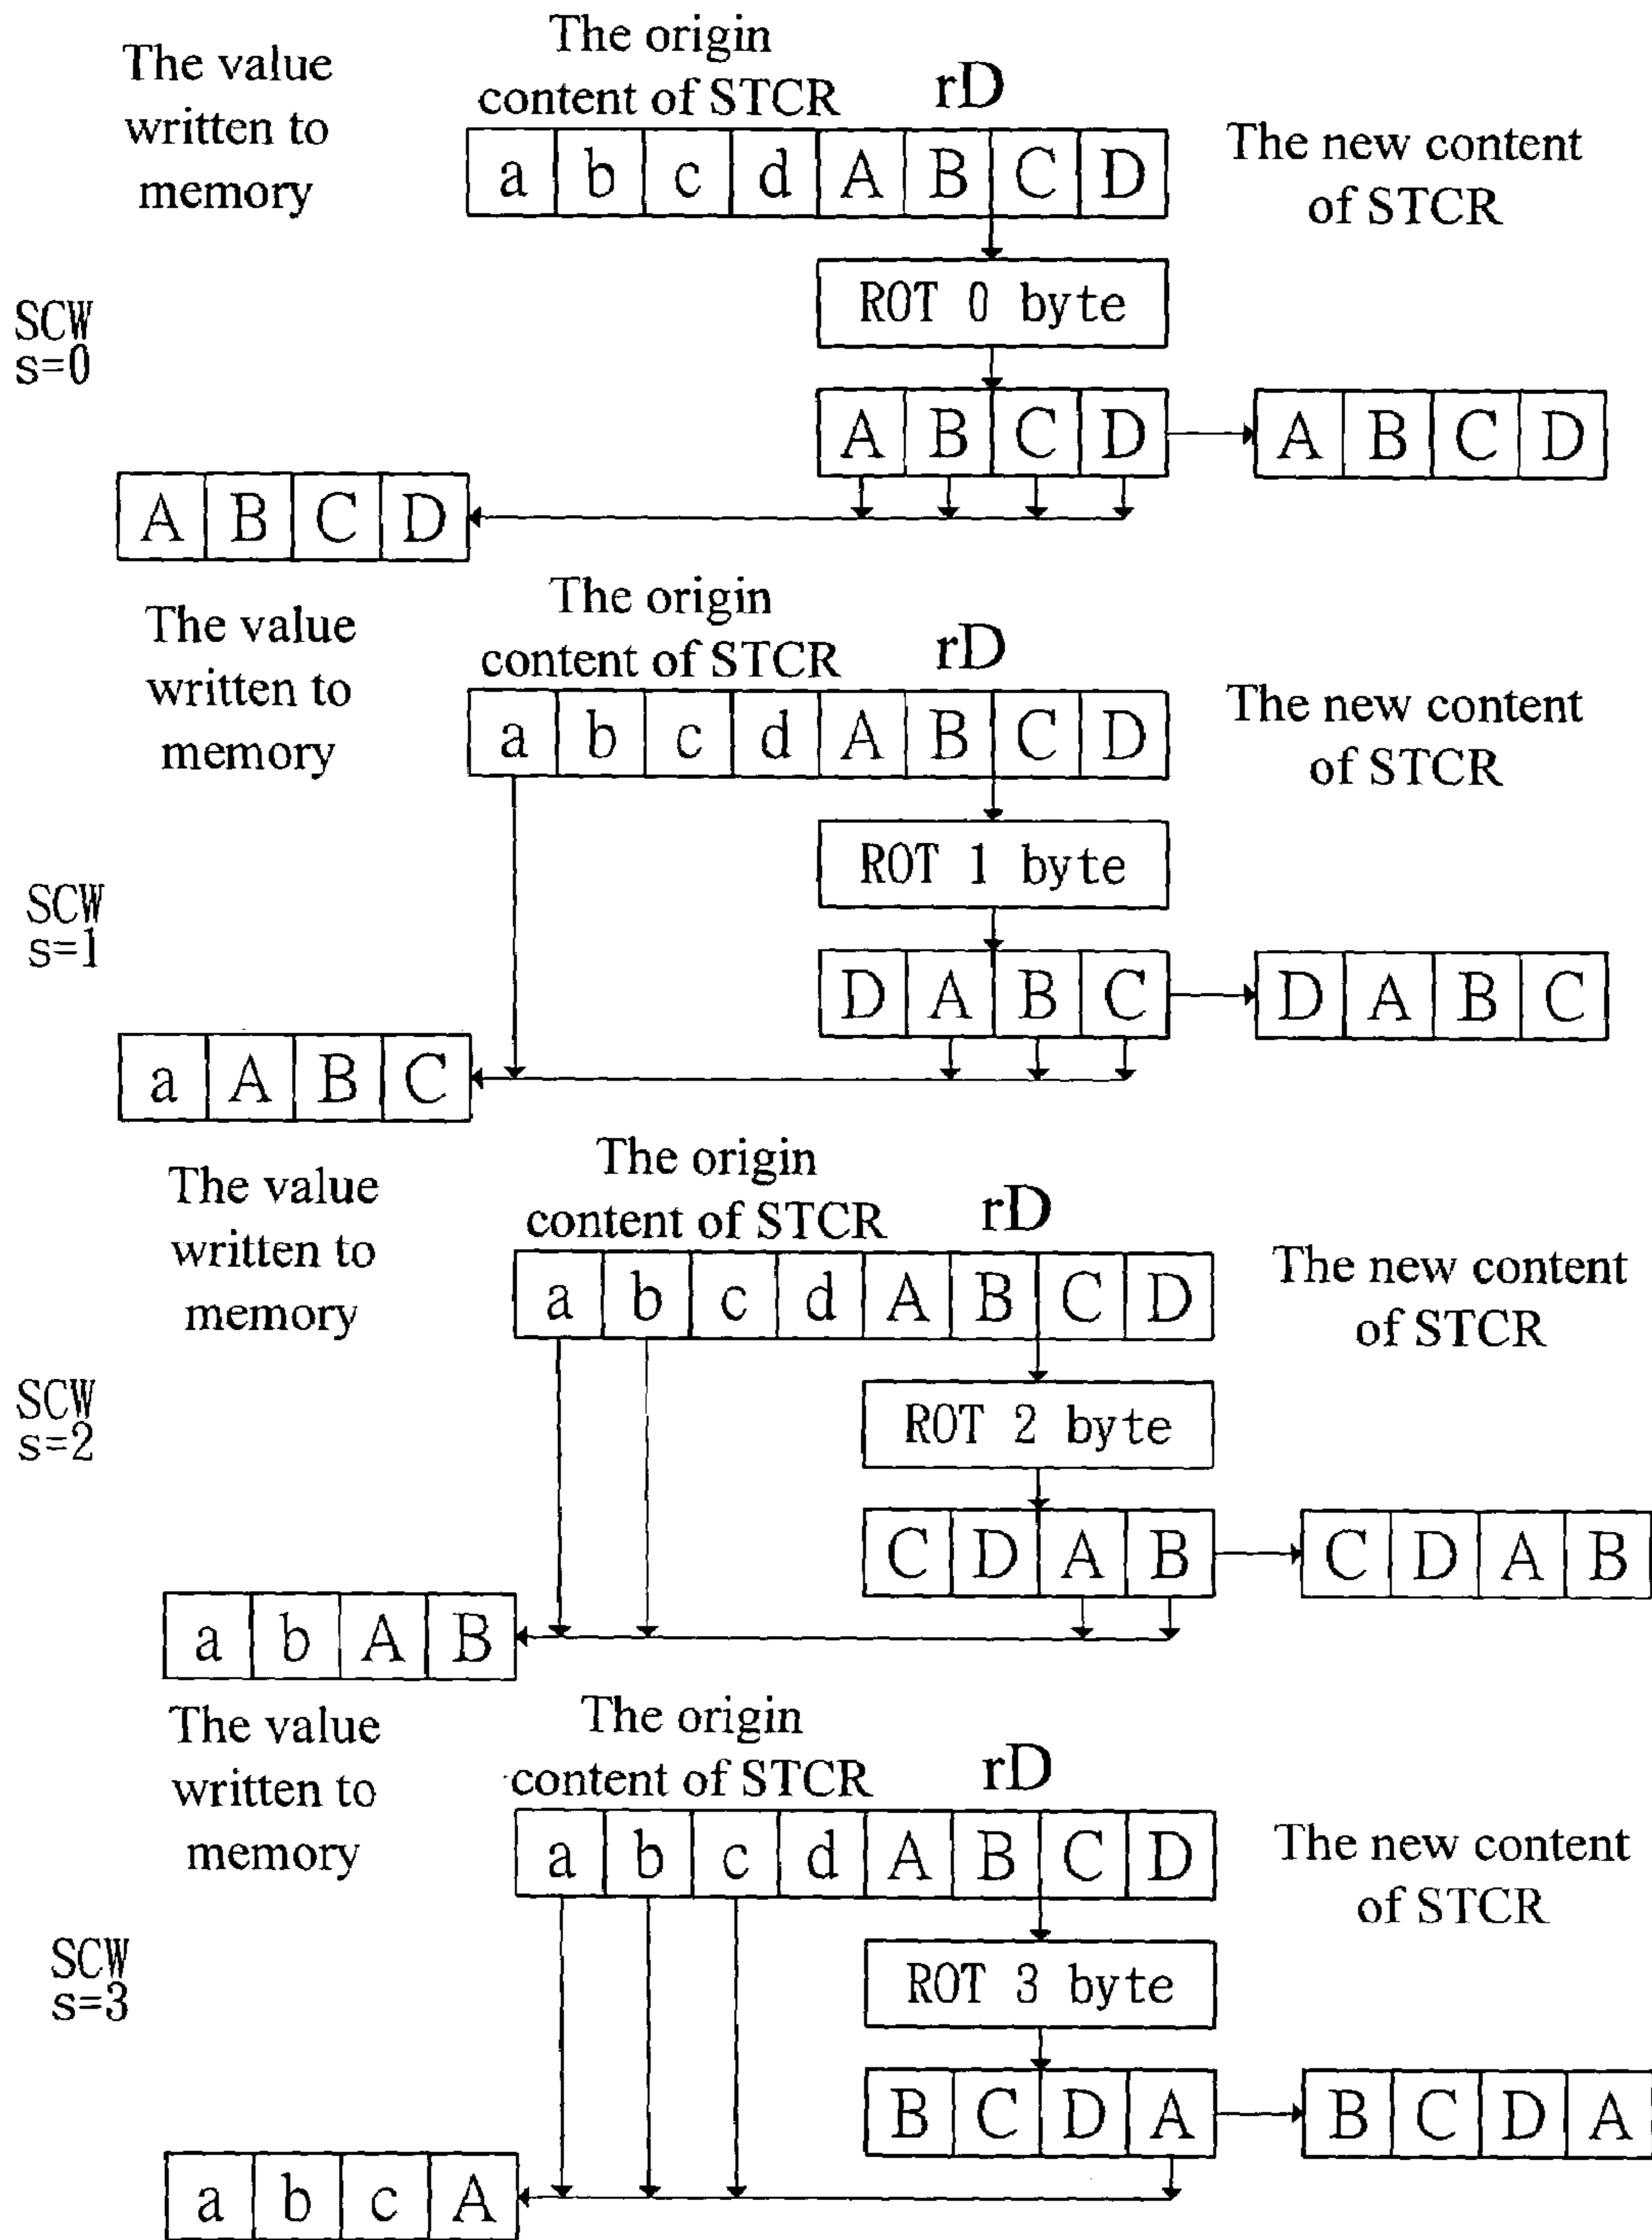 The value
written to
memory
The origin
content of STCR
rD
The new content
of STCR
a b c d A B C D
SCW
s=0
ROT 0 byte
A B C D
A B C D
A B C D
The value
written to
memory
The origin
content of STCR
rD
The new content
of STCR
a b c d A B C D
SCW
s=1
ROT 1 byte
D A B C
D A B C
a A B C
The value
written to
memory
The origin
content of STCR
rD
The new content
of STCR
a b c d A B C D
SCW
s=2
ROT 2 byte
C D A B
C D A B
a b A B
The value
written to
memory
The origin
content of STCR
rD
The new content
of STCR
a b c d A B C D
SCW
s=3
ROT 3 byte
B C D A
B C D A
a b c A